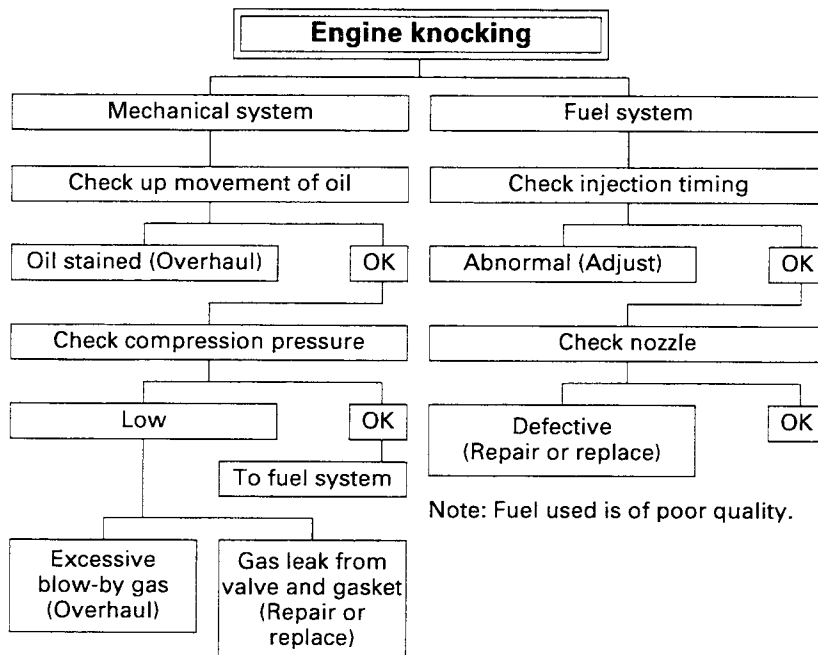 Engine knocking
Mechanical system
Check up movement of oil
Oil stained (Overhaul)
OK
Check compression pressure
Low
OK
To fuel system
Excessive
blow-by gas
(Overhaul)
Gas leak from
valve and gasket
(Repair or
replace)
Fuel system
Check injection timing
Abnormal (Adjust)
OK
Check nozzle
Defective
(Repair or replace)
OK
Note: Fuel used is of poor quality.